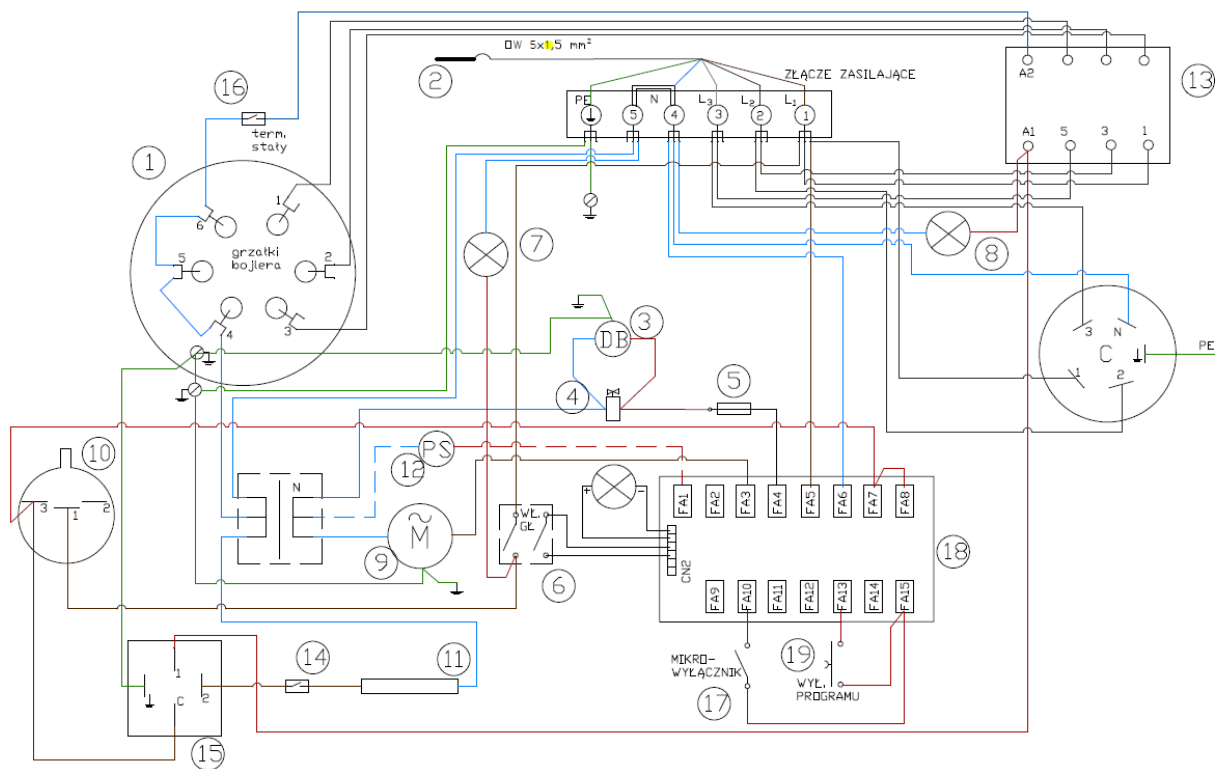 OW 5x1,5 mm²
2
ZŁĄCZE ZASILAJĄCE
PE
N
L3
L2
L1
5
4
3
2
1
13
A2
A1
5
3
1
16
term.
stały
1
1
6
grzałki
bojlera
5
2
4
3
7
8
3
N
C
1
2
PE
DB
3
4
5
10
3
2
1
12
PS
N
M
9
WŁ.
GŁ
6
+
-
CN2
FA1
FA2
FA3
FA4
FA5
FA6
FA7
FA8
18
FA9
FA10
FA11
FA12
FA13
FA14
FA15
MIKRO-
WYŁĄCZNIK
17
19
WYŁ.
PROGRAMU
1
2
C
15
14
11